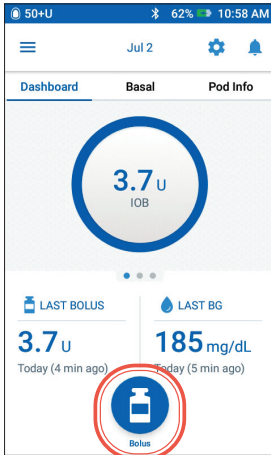 50+U 62% 10:58 AM
Jul 2
Dashboard Basal Pod Info
3.7 U
IOB
LAST BOLUS LAST BG
3.7 U 185 mg/dL
Today (4 min ago) Today (5 min ago)
Bolus